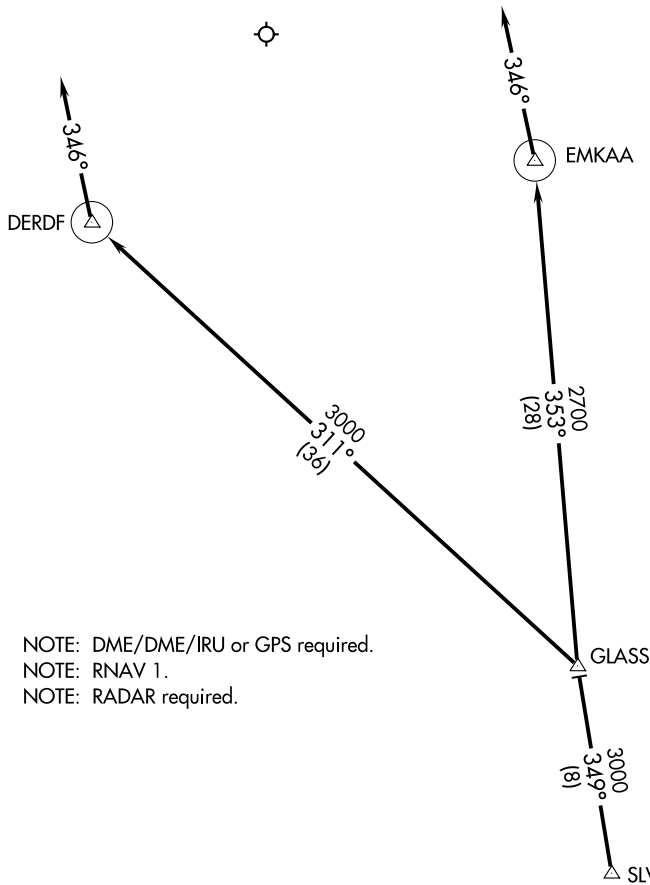 346°
346°
EMKAA
DERDF
2700
353°
(28)
3000
311°
(36)
NOTE: DME/DME/IRU or GPS required.
NOTE: RNAV 1.
NOTE: RADAR required.
GLASS
3000
349°
(8)